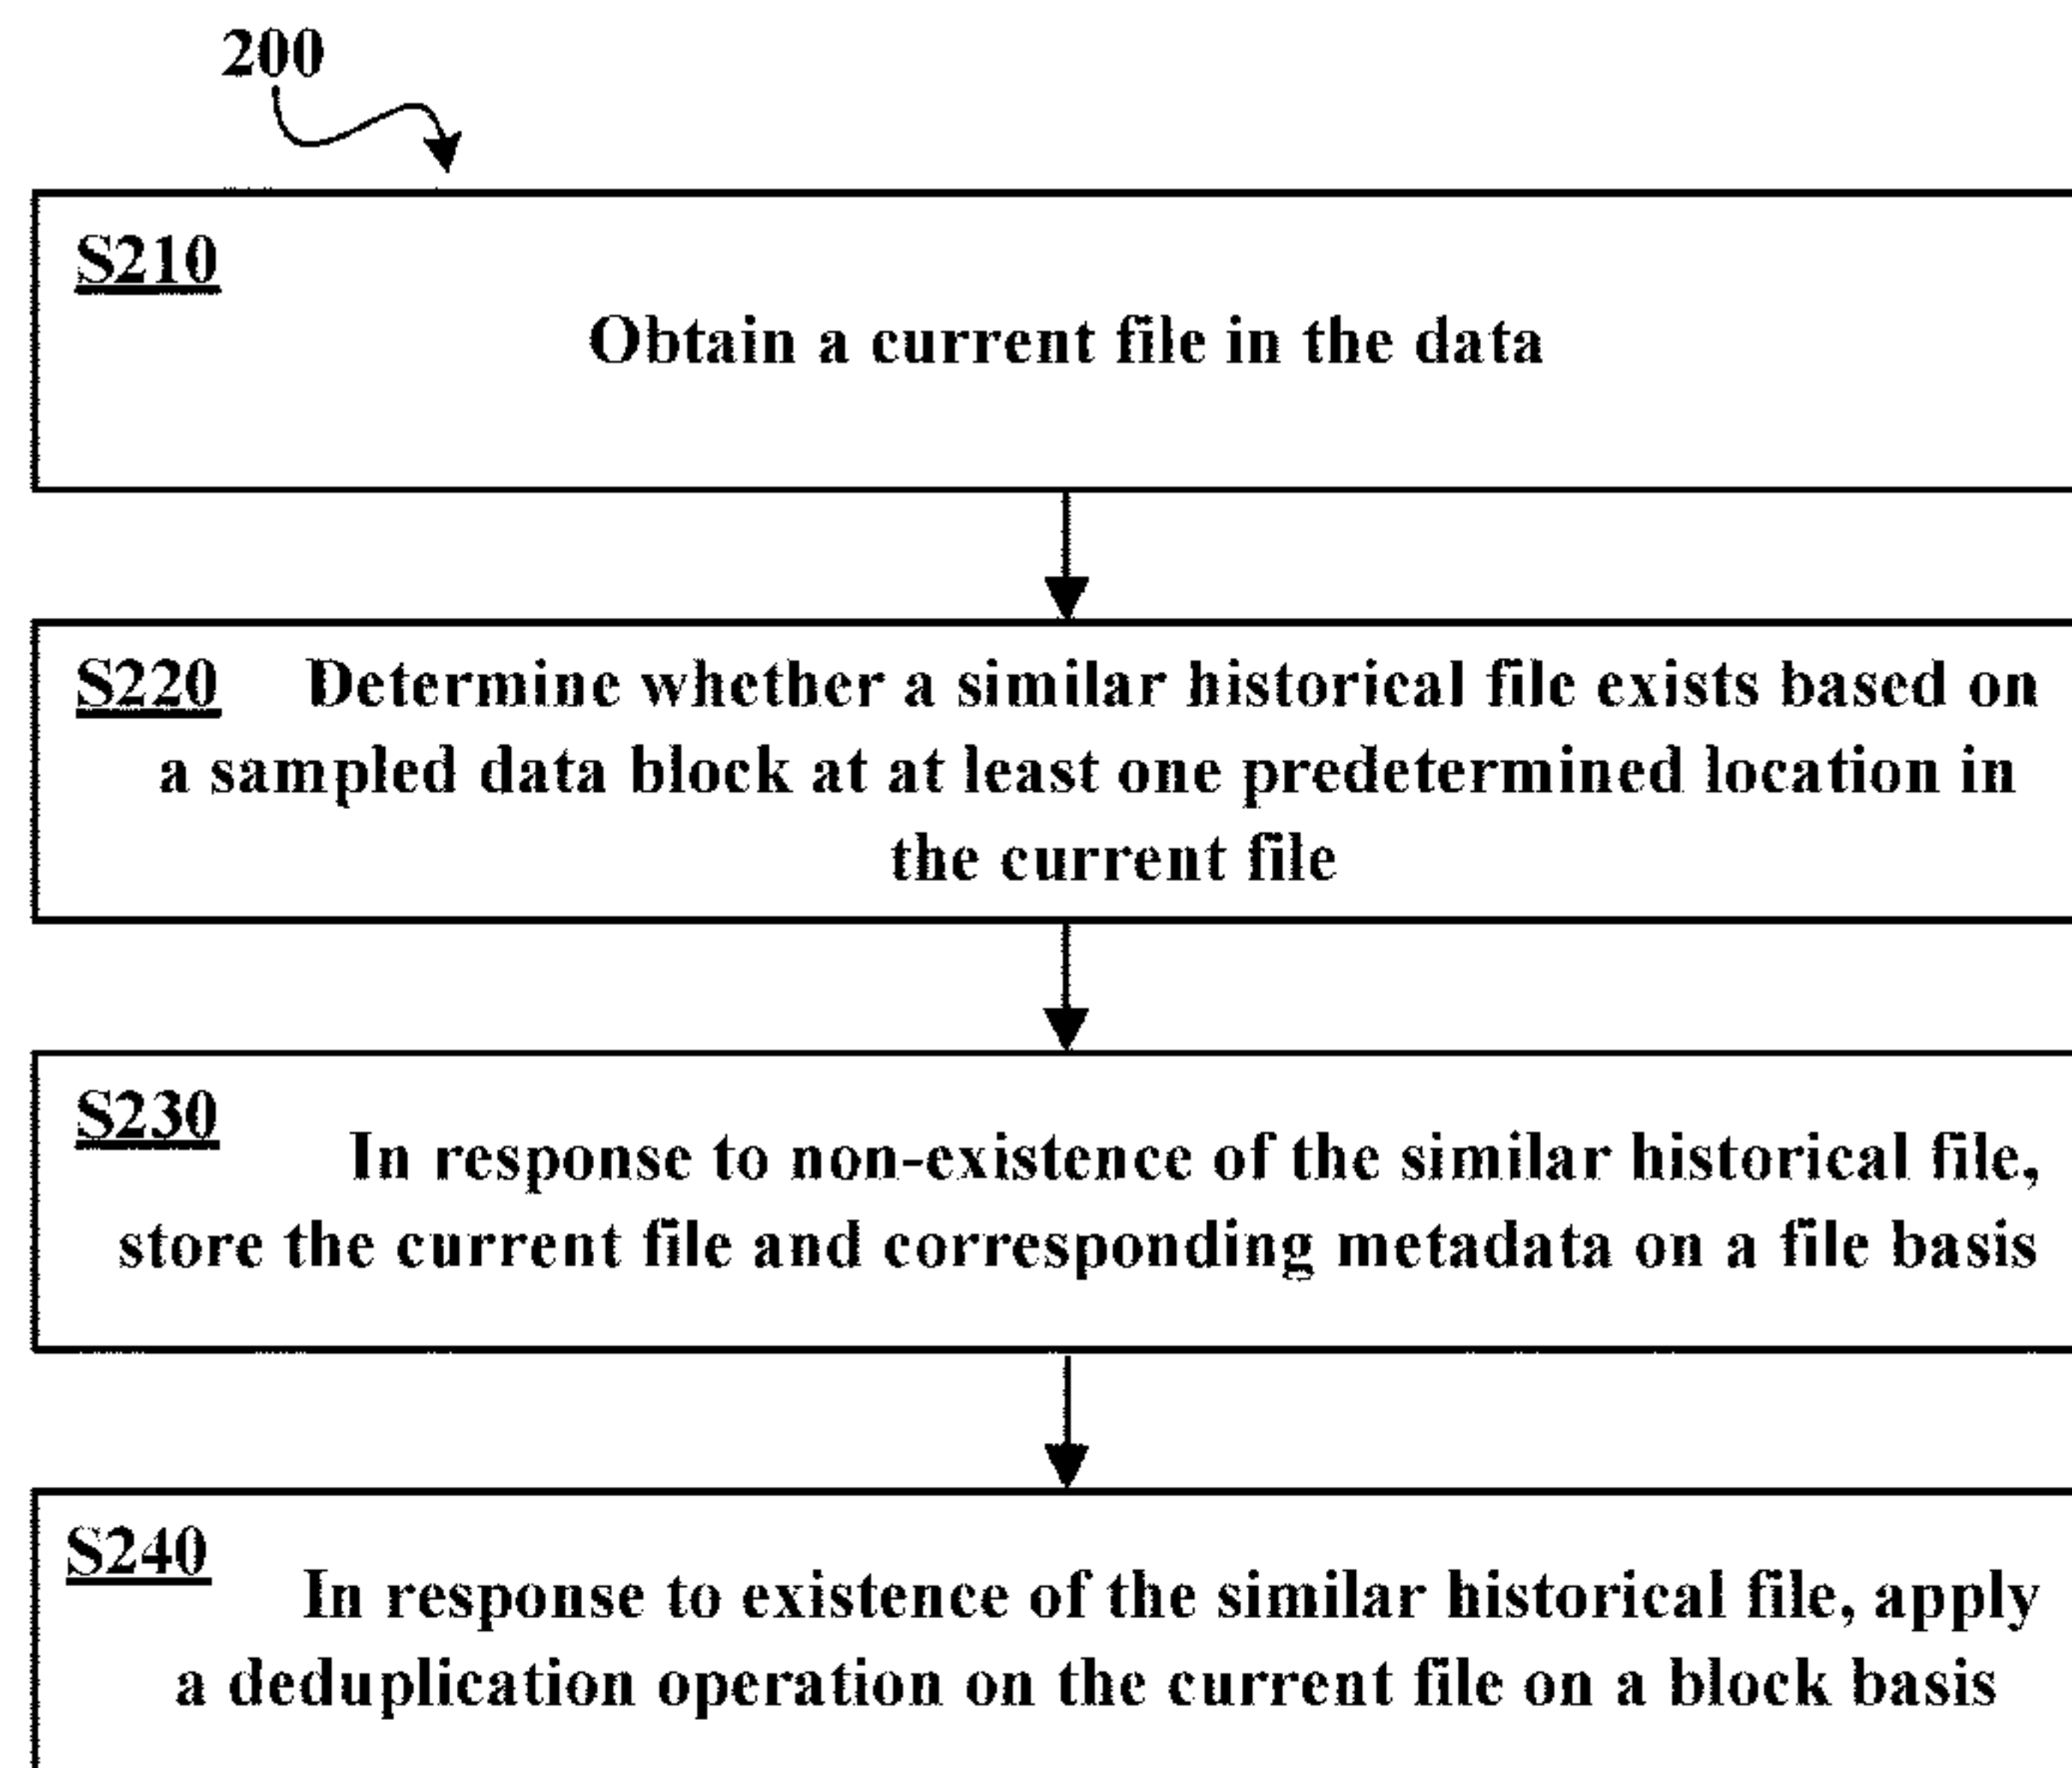 200
S210
Obtain a current file in the data
S220 Determine whether a similar historical file exists based on
a sampled data block at at least one predetermined location in
the current file
S230
In response to non-existence of the similar historical file,
store the current file and corresponding metadata on a file basis
S240
In response to existence of the similar historical file, apply
a deduplication operation on the current file on a block basis